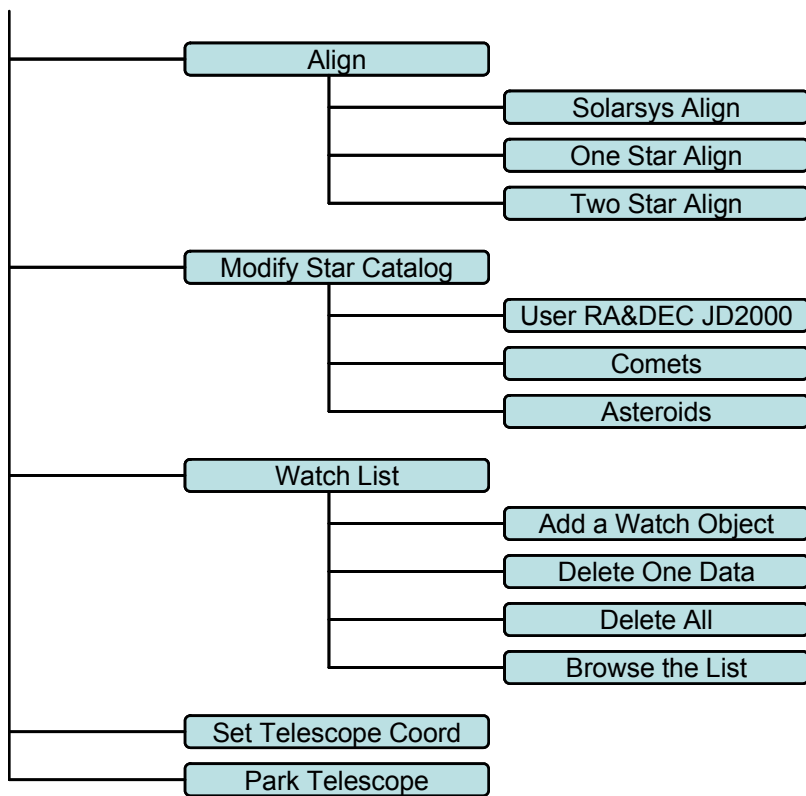 Align
Solarsys Align
One Star Align
Two Star Align
Modify Star Catalog
User RA&DEC JD2000
Comets
Asteroids
Watch List
Add a Watch Object
Delete One Data
Delete All
Browse the List
Set Telescope Coord
Park Telescope